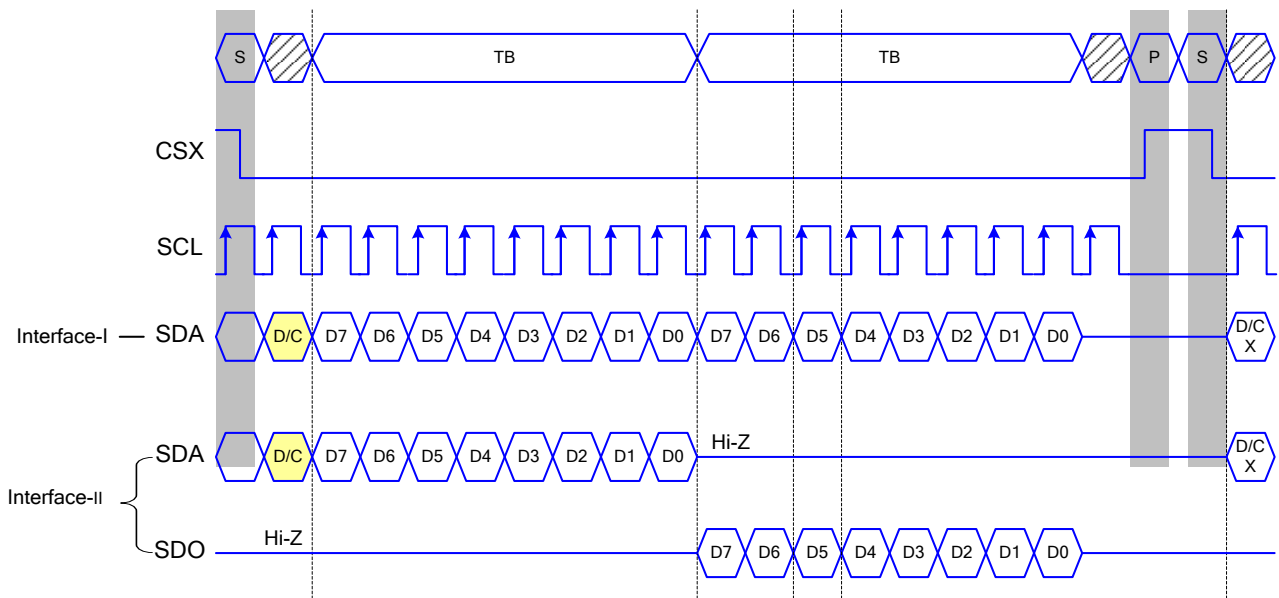 S TB TB P S
CSX
SCL
Interface-I SDA D/C D7 D6 D5 D4 D3 D2 D1 D0 D7 D6 D5 D4 D3 D2 D1 D0 D/C
X
Hi-Z
SDA D/C D7 D6 D5 D4 D3 D2 D1 D0 D/C
X
Interface-II
Hi-Z
SDO D7 D6 D5 D4 D3 D2 D1 D0